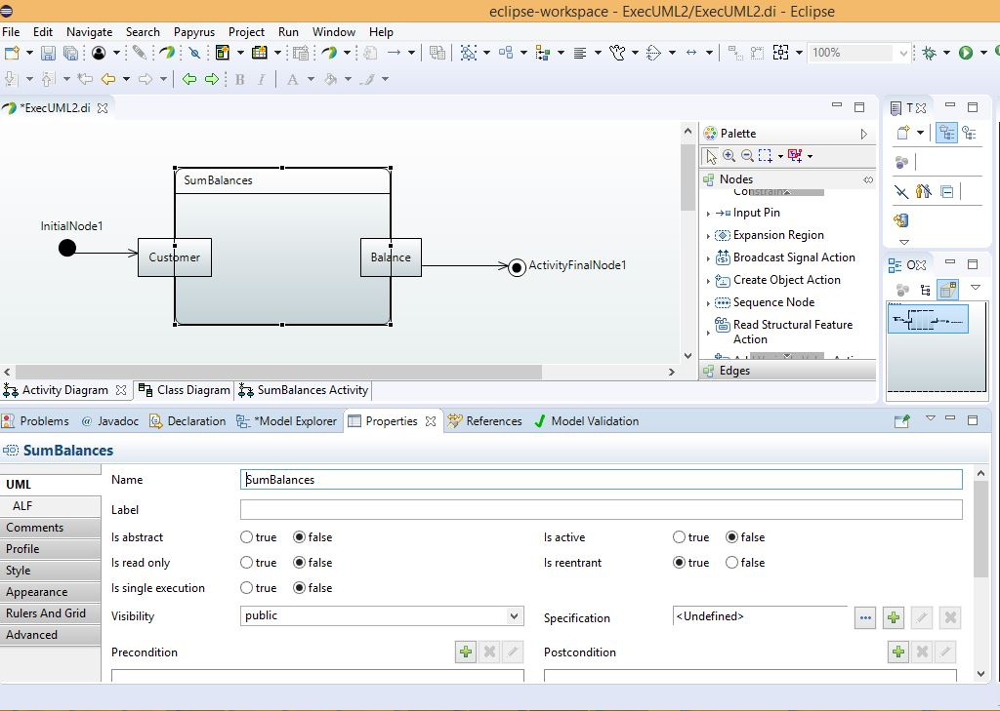 eclipse-workspace - ExecUML2/ExecUML2.di - Eclipse
File Edit Navigate Search Papyrus Project Run Window Help
100%
B I A
*ExecUML2.di
T
SumBalances
InitialNode1
Customer
Balance
ActivityFinalNode1
Palette
Nodes
Input Pin
Expansion Region
Broadcast Signal Action
Create Object Action
Sequence Node
Read Structural Feature
Action
Edges
O
Activity Diagram Class Diagram SumBalances Activity
Problems @ Javadoc Declaration *Model Explorer Properties References Model Validation
SumBalances
UML
ALF
Comments
Profile
Style
Appearance
Rulers And Grid
Advanced
Name SumBalances
Label
Is abstract true false Is active true false
Is read only true false Is reentrant true false
Is single execution true false
Visibility public Specification <Undefined> ...
Precondition Postcondition